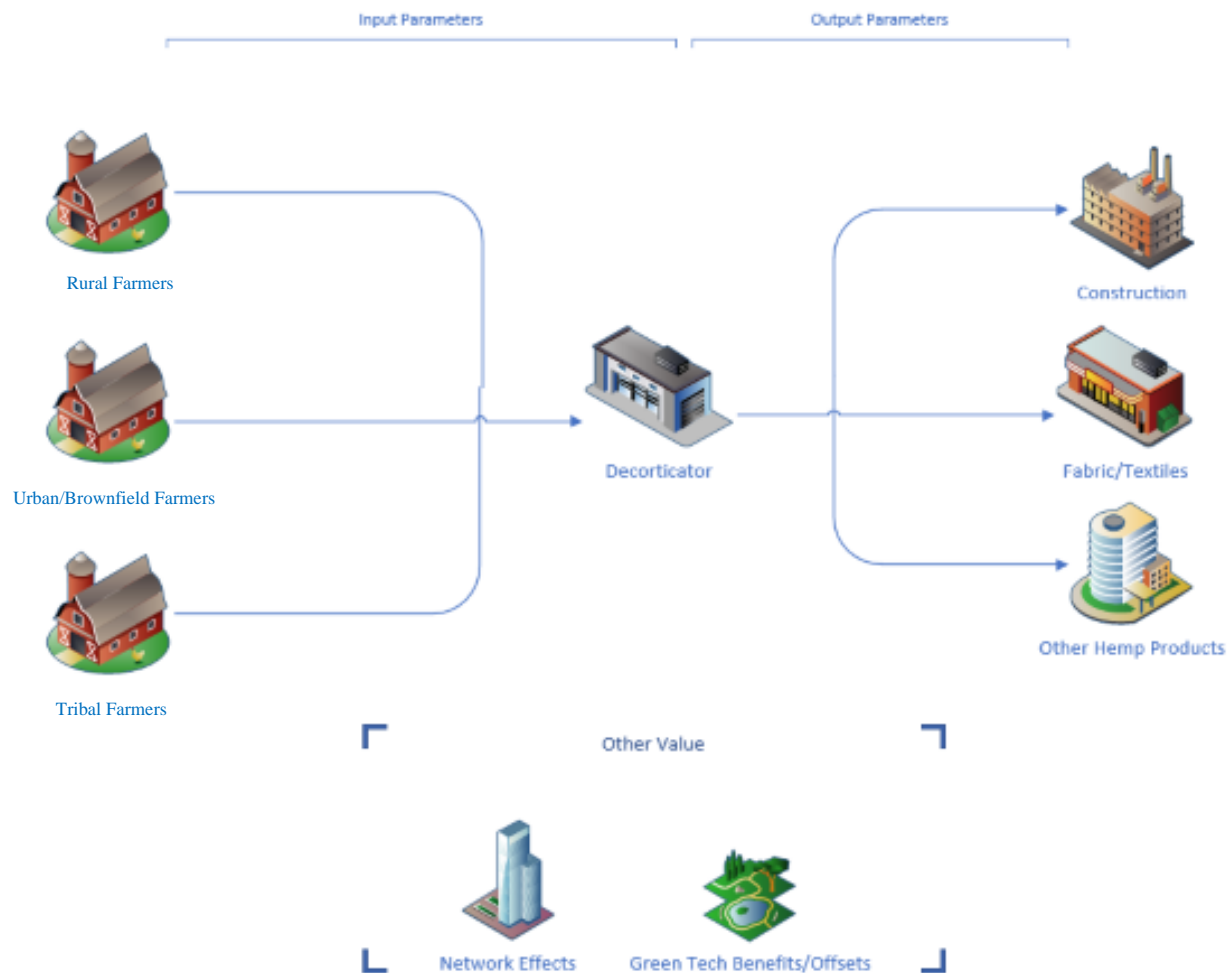 Input Parameters
Output Parameters
Rural Farmers
Construction
Decorticator
Fabric/Textiles
Urban/Brownfield Farmers
Other Hemp Products
Tribal Farmers
Other Value
Network Effects
Green Tech Benefits/Offsets